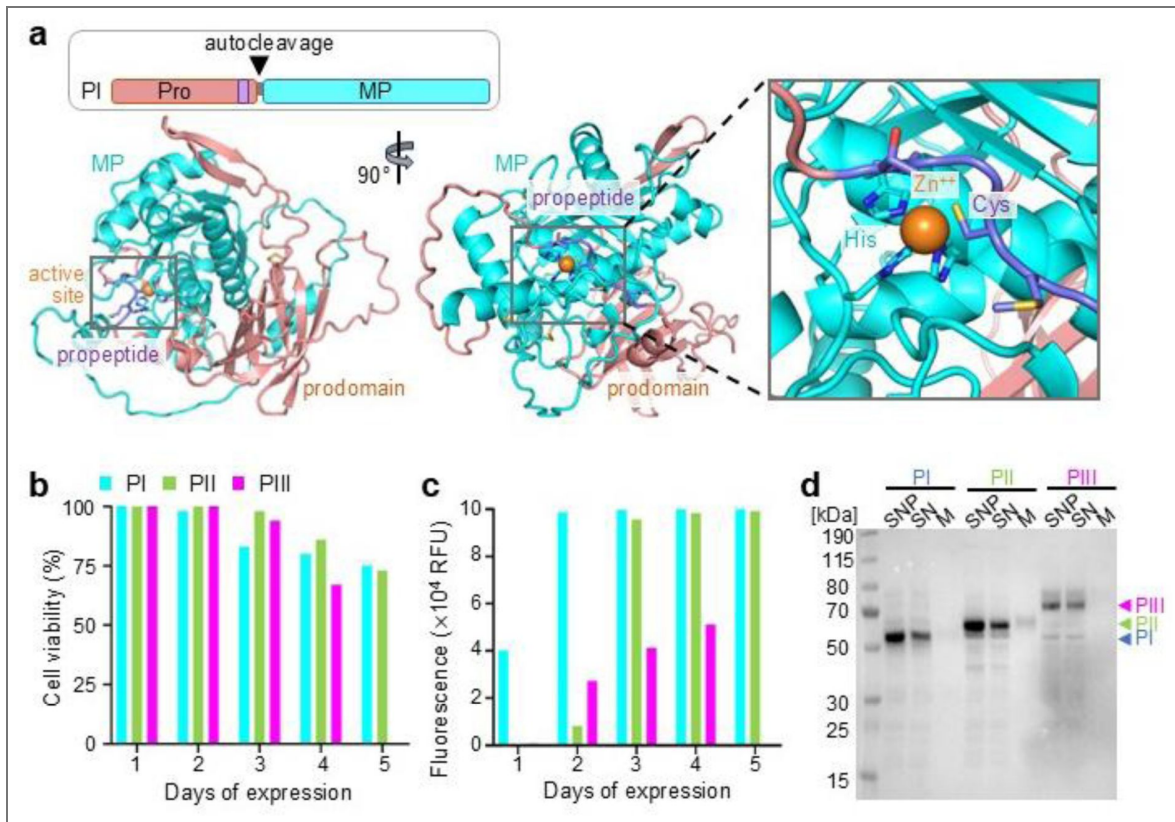 a
autocleavage
PI Pro MP
MP
90°
active site
propeptide
prodomain
MP
propeptide
prodomain
Zn++
Cys
His
b
PI PII PIII
Cell viability (%)
100
75
50
25
0
1 2 3 4 5
Days of expression
c
Fluorescence (×10⁴ RFU)
10
8
6
4
2
0
1 2 3 4 5
Days of expression
d
PI PII PIII
[kDa] SNP SN M SNP SN M SNP SN M
190
115
80
70
50
30
25
15
PIII
PII
PI